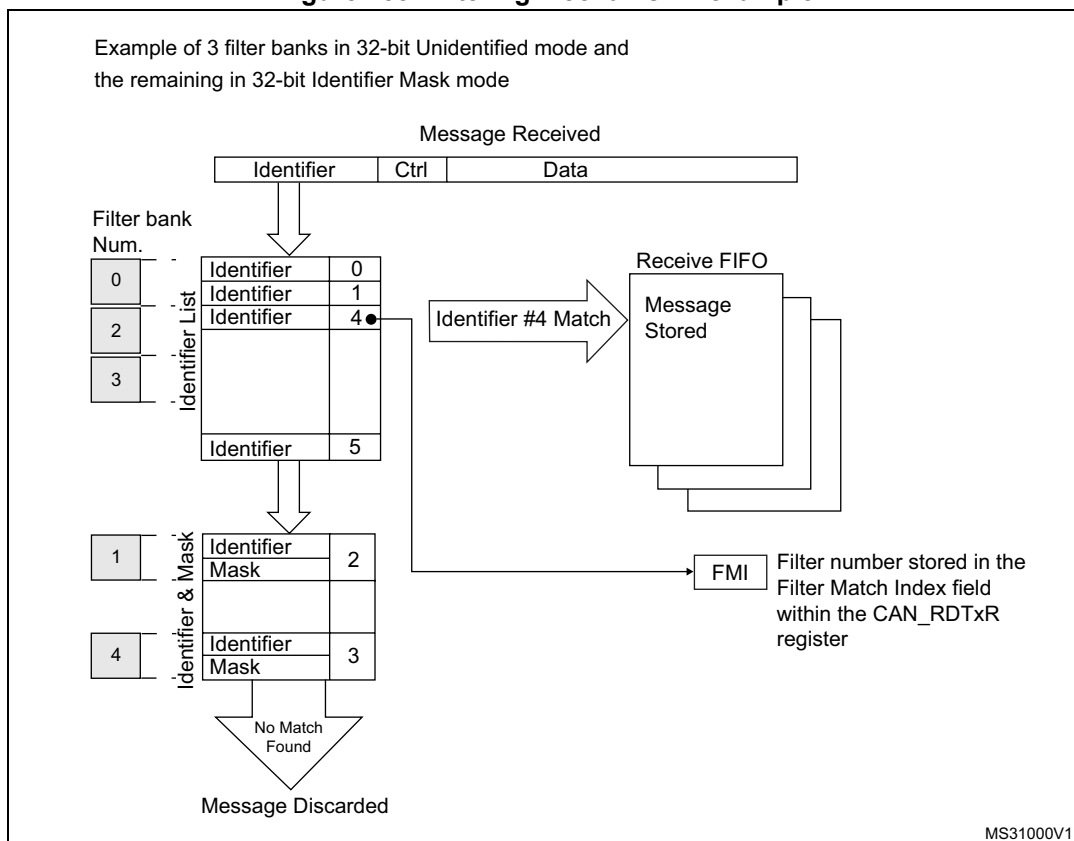 Example of 3 filter banks in 32-bit Unidentified mode and
the remaining in 32-bit Identifier Mask mode
Message Received
Identifier Ctrl Data
Filter bank
Num.
0
2
3
Identifier List
Identifier 0
Identifier 1
Identifier 4
Identifier 5
Identifier #4 Match
Receive FIFO
Message
Stored
1
4
Identifier & Mask
Identifier
Mask
2
Identifier
Mask
3
FMI
Filter number stored in the
Filter Match Index field
within the CAN_RDTxR
register
No Match
Found
Message Discarded
MS31000V1